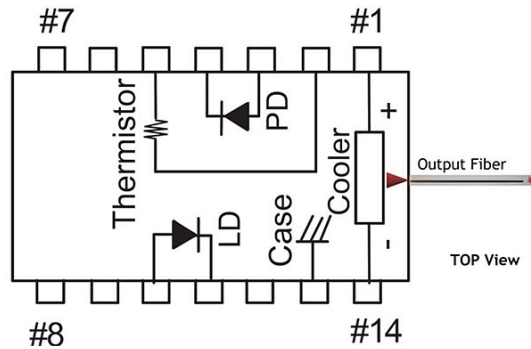 #7
#1
Thermistor
PD
+
Cooler
Output Fiber
LD
Case
-
TOP View
#8
#14